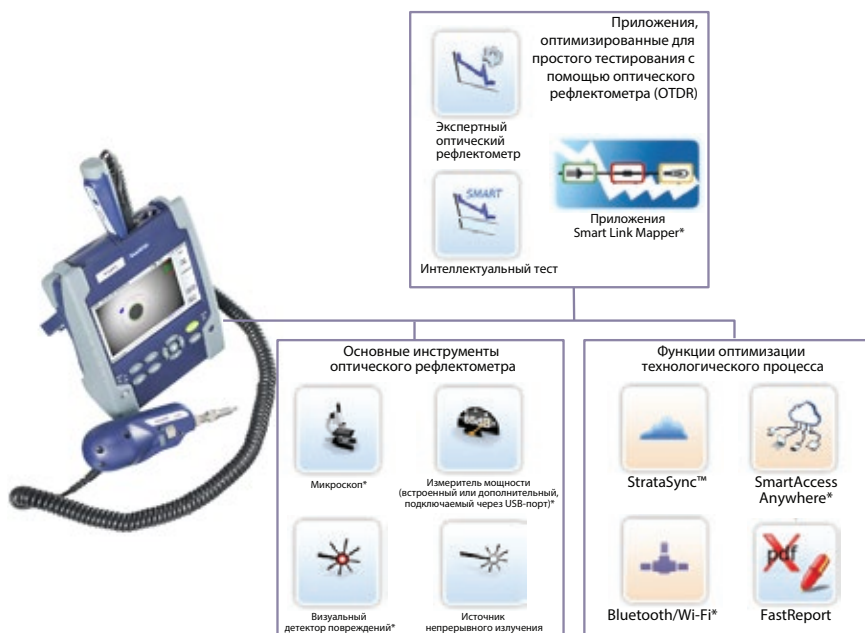 Приложения,
оптимизированные для
простого тестирования с
помощью оптического
рефлектометра (OTDR)
Экспертный
оптический
рефлектометр
SMART
Интеллектуальный тест
Приложения
Smart Link Mapper*
Основные инструменты
оптического рефлектометра
Микроскоп*
Измеритель мощности
(встроенный или дополнительный,
подключаемый через USB-порт)*
Визуальный
детектор повреждений*
Источник
непрерывного излучения
Функции оптимизации
технологического процесса
StrataSync™
SmartAccess
Anywhere*
Bluetooth/Wi-Fi*
pdf
FastReport